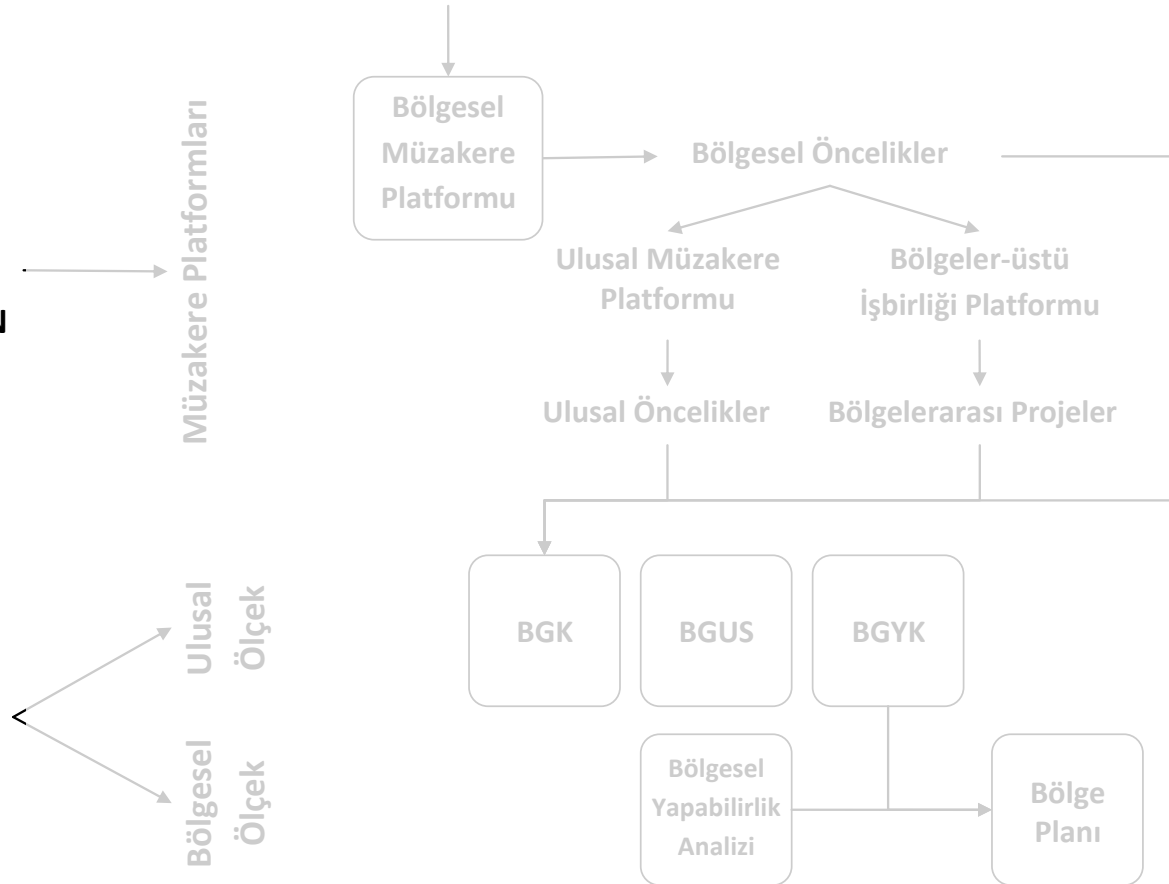 Müzakere Platformları
Bölgesel
Müzakere
Platformu
Bölgesel Öncelikler
Ulusal Müzakere
Platformu
Bölgeler-üstü
İşbirliği Platformu
Ulusal Öncelikler
Bölgelerarası Projeler
Ulusal
Ölçek
Bölgesel
Ölçek
BGK
BGUS
BGYK
Bölgesel
Yapabilirlik
Analizi
Bölge
Planı